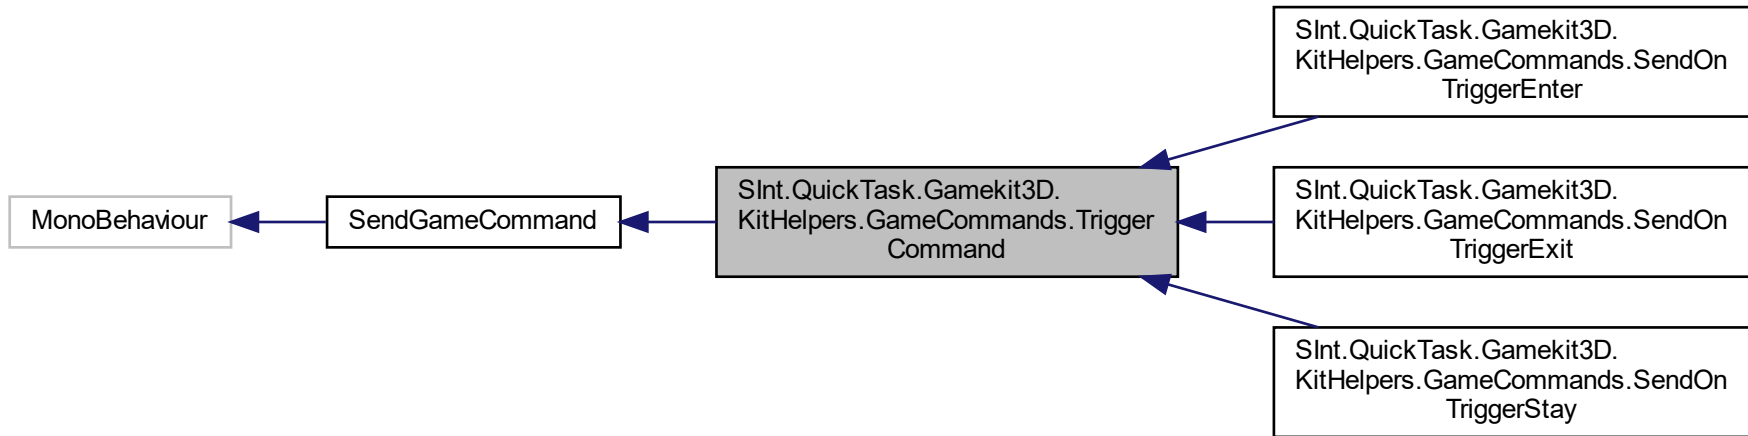 MonoBehaviour
SendGameCommand
SInt.QuickTask.Gamekit3D.
KitHelpers.GameCommands.Trigger
Command
SInt.QuickTask.Gamekit3D.
KitHelpers.GameCommands.SendOn
TriggerEnter
SInt.QuickTask.Gamekit3D.
KitHelpers.GameCommands.SendOn
TriggerExit
SInt.QuickTask.Gamekit3D.
KitHelpers.GameCommands.SendOn
TriggerStay